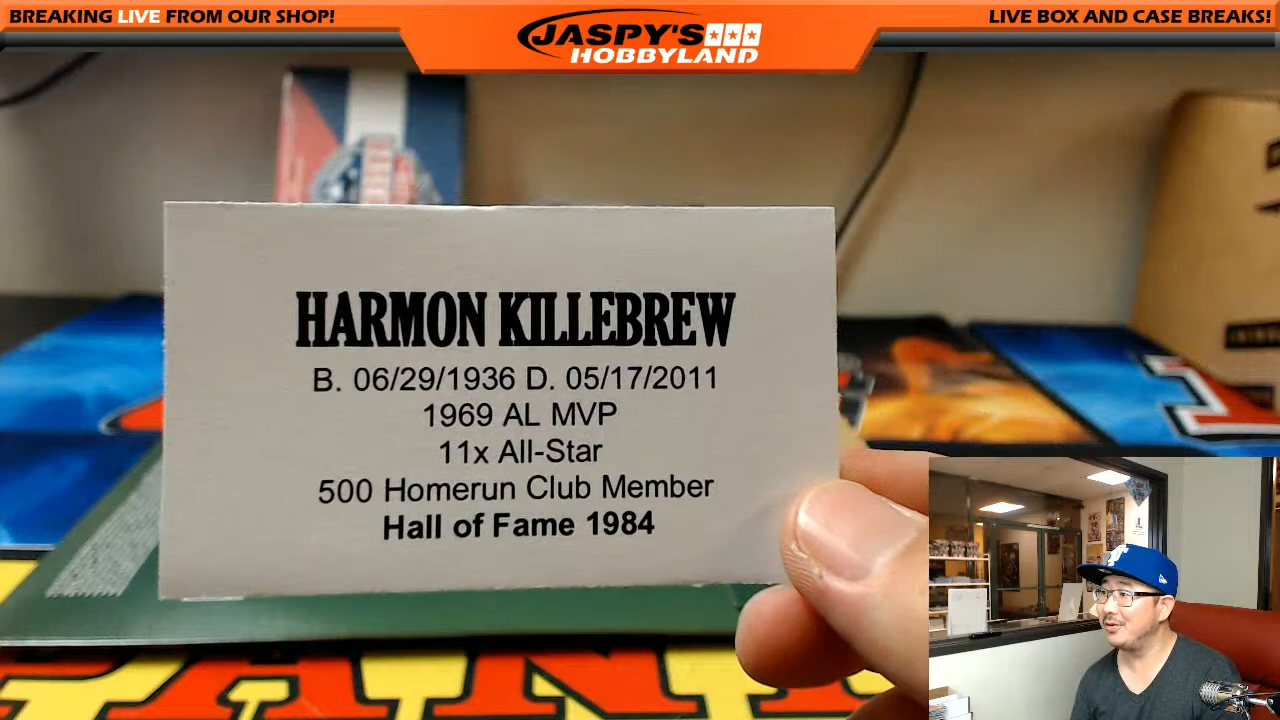 BREAKING LIVE FROM OUR SHOP!
JASPY'S
HOBBYLAND
LIVE BOX AND CASE BREAKS!
HARMON KILLEBREW
B. 06/29/1936 D. 05/17/2011
1969 AL MVP
11x All-Star
500 Homerun Club Member
Hall of Fame 1984